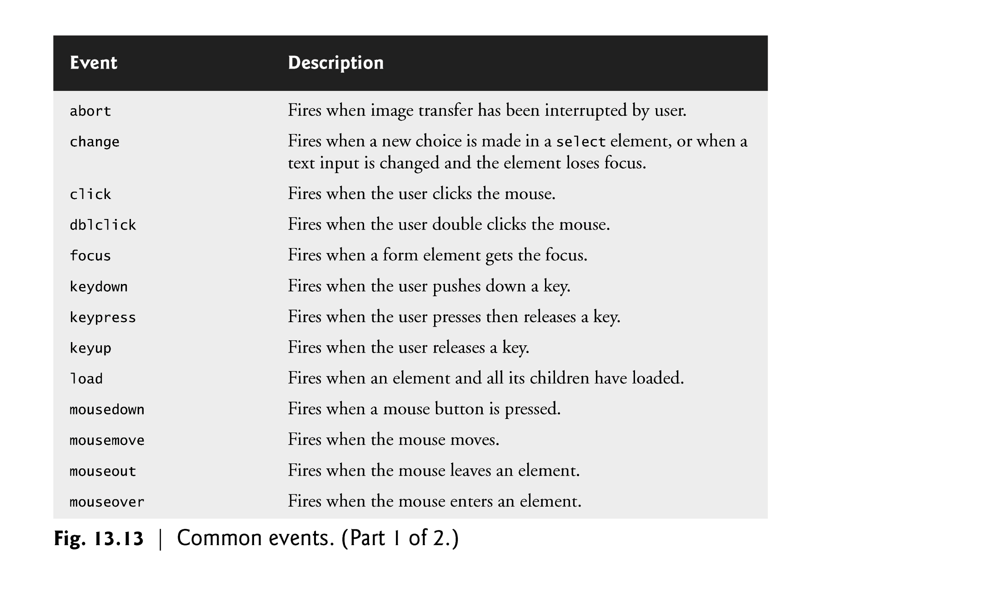 Event Description
abort Fires when image transfer has been interrupted by user.
change Fires when a new choice is made in a select element, or when a
text input is changed and the element loses focus.
click Fires when the user clicks the mouse.
dblclick Fires when the user double clicks the mouse.
focus Fires when a form element gets the focus.
keydown Fires when the user pushes down a key.
keypress Fires when the user presses then releases a key.
keyup Fires when the user releases a key.
load Fires when an element and all its children have loaded.
mousedown Fires when a mouse button is pressed.
mousemove Fires when the mouse moves.
mouseout Fires when the mouse leaves an element.
mouseover Fires when the mouse enters an element.
Fig. 13.13 | Common events. (Part 1 of 2.)